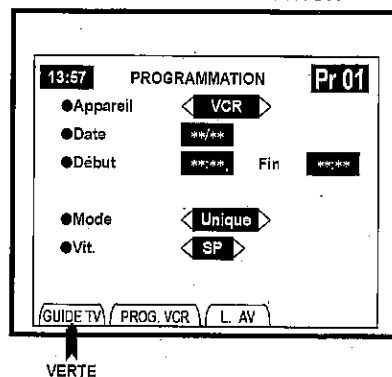 13:57 PROGRAMMATION Pr 01
●Appareil VCR
●Date **/**
●Début **:** Fin **:**
●Mode Unique
●Vit. SP
GUIDE TV PROG. VCR L. AV
VERTE